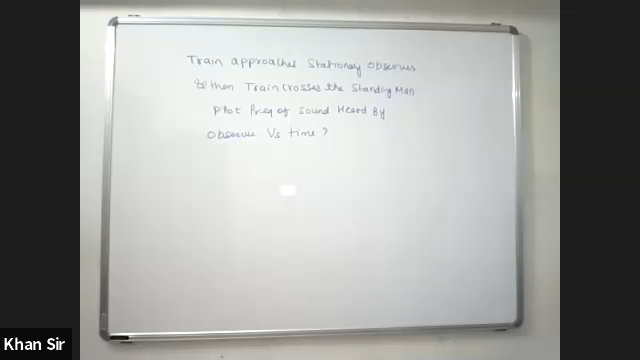 Train approaches Stationary Observer
& then Train crosses the Standing Man
Plot Freq of Sound Heard By
Observer Vs time ?
Khan Sir